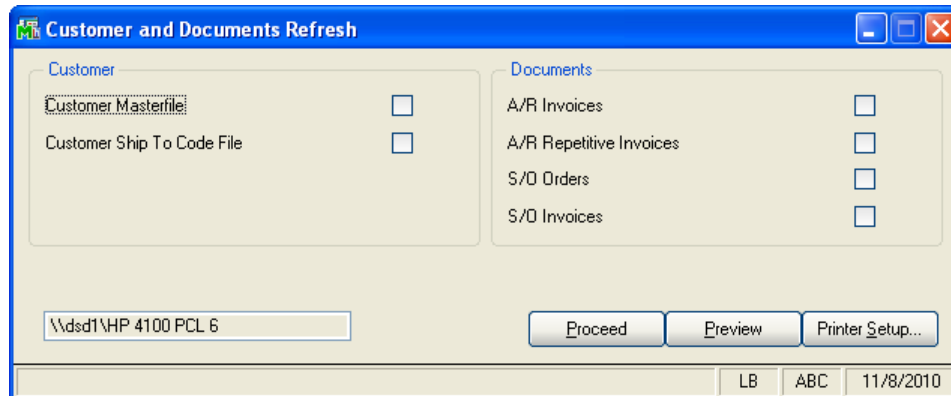 Customer and Documents Refresh
Customer
Customer Masterfile
Customer Ship To Code File
Documents
A/R Invoices
A/R Repetitive Invoices
S/O Orders
S/O Invoices
\\dsd1\HP 4100 PCL 6
Proceed
Preview
Printer Setup...
LB
ABC
11/8/2010